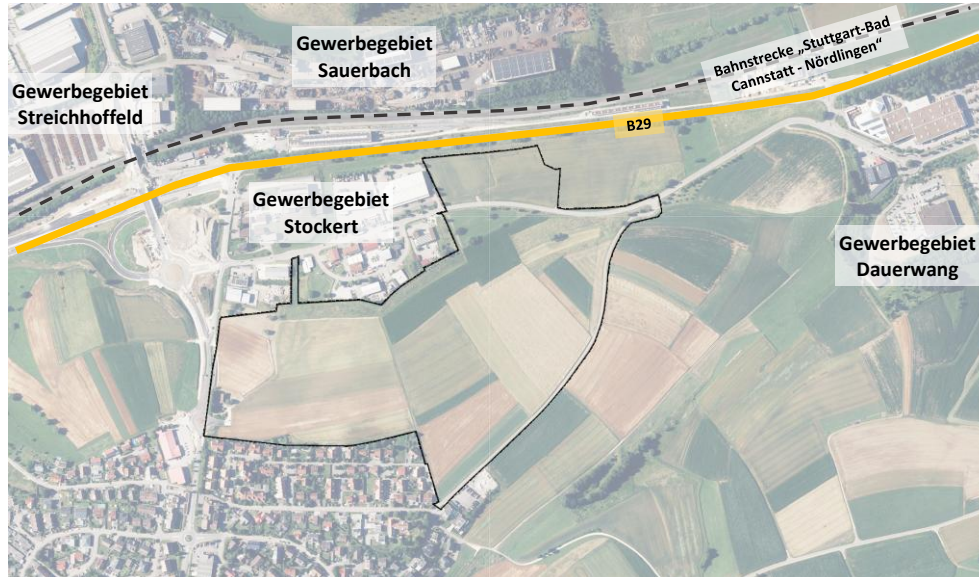 Gewerbegebiet
Sauerbach
Bahnstrecke „Stuttgart-Bad
Cannstatt - Nördlingen“
Gewerbegebiet
Streichhoffeld
B29
Gewerbegebiet
Stockert
Gewerbegebiet
Dauerwang